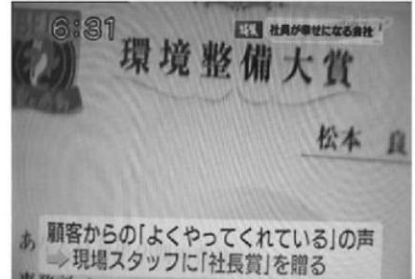 6:31
社員が幸せになる会社
環境整備大賞
松本 良
あ
顧客からの「よくやってくれている」の声
⇒現場スタッフに「社長賞」を贈る